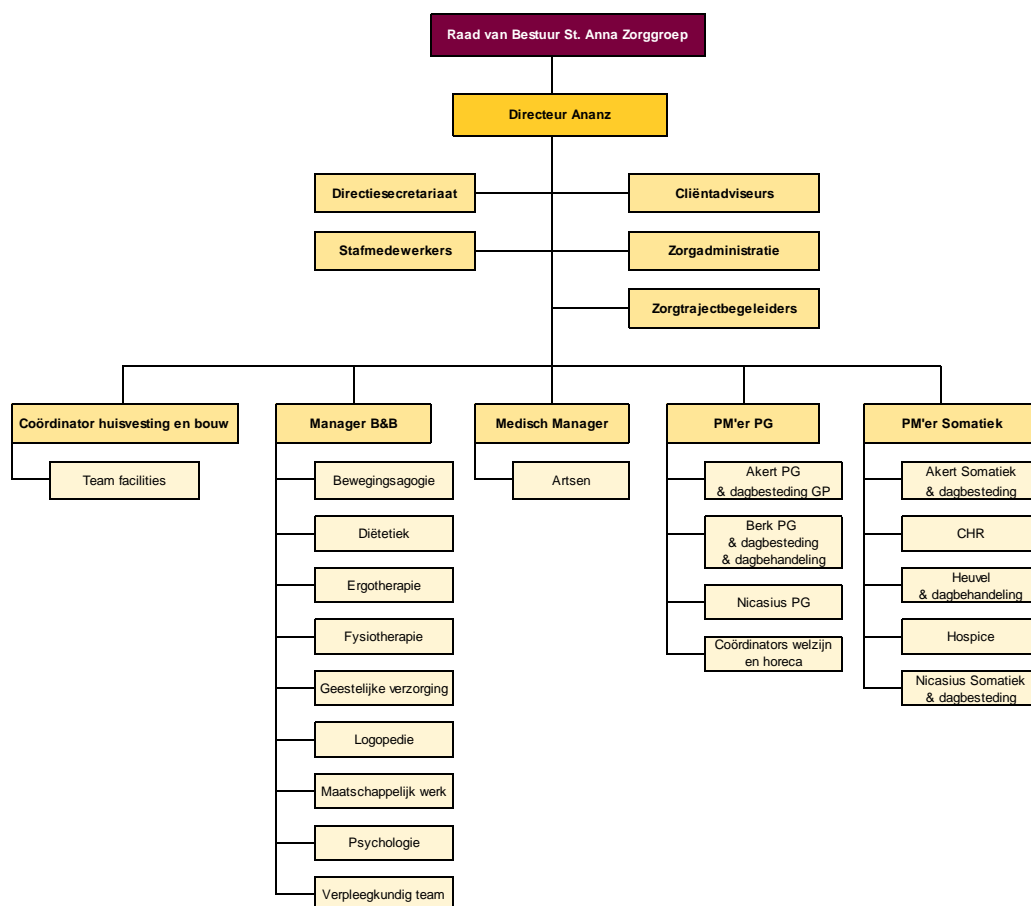 Raad van Bestuur St. Anna Zorggroep
Directeur Ananz
Directiesecretariaat
Cliëntadviseurs
Stafmedewerkers
Zorgadministratie
Zorgtrajectbegeleiders
Coördinator huisvesting en bouw
Manager B&B
Medisch Manager
PM'er PG
PM'er Somatiek
Team facilities
Bewegingsagogie
Diëtetiek
Ergotherapie
Fysiotherapie
Geestelijke verzorging
Logopedie
Maatschappelijk werk
Psychologie
Verpleegkundig team
Artsen
Akert PG
& dagbesteding GP
Berk PG
& dagbesteding
& dagbehandeling
Nicasius PG
Coördinators welzijn
en horeca
Akert Somatiek
& dagbesteding
CHR
Heuvel
& dagbehandeling
Hospice
Nicasius Somatiek
& dagbesteding